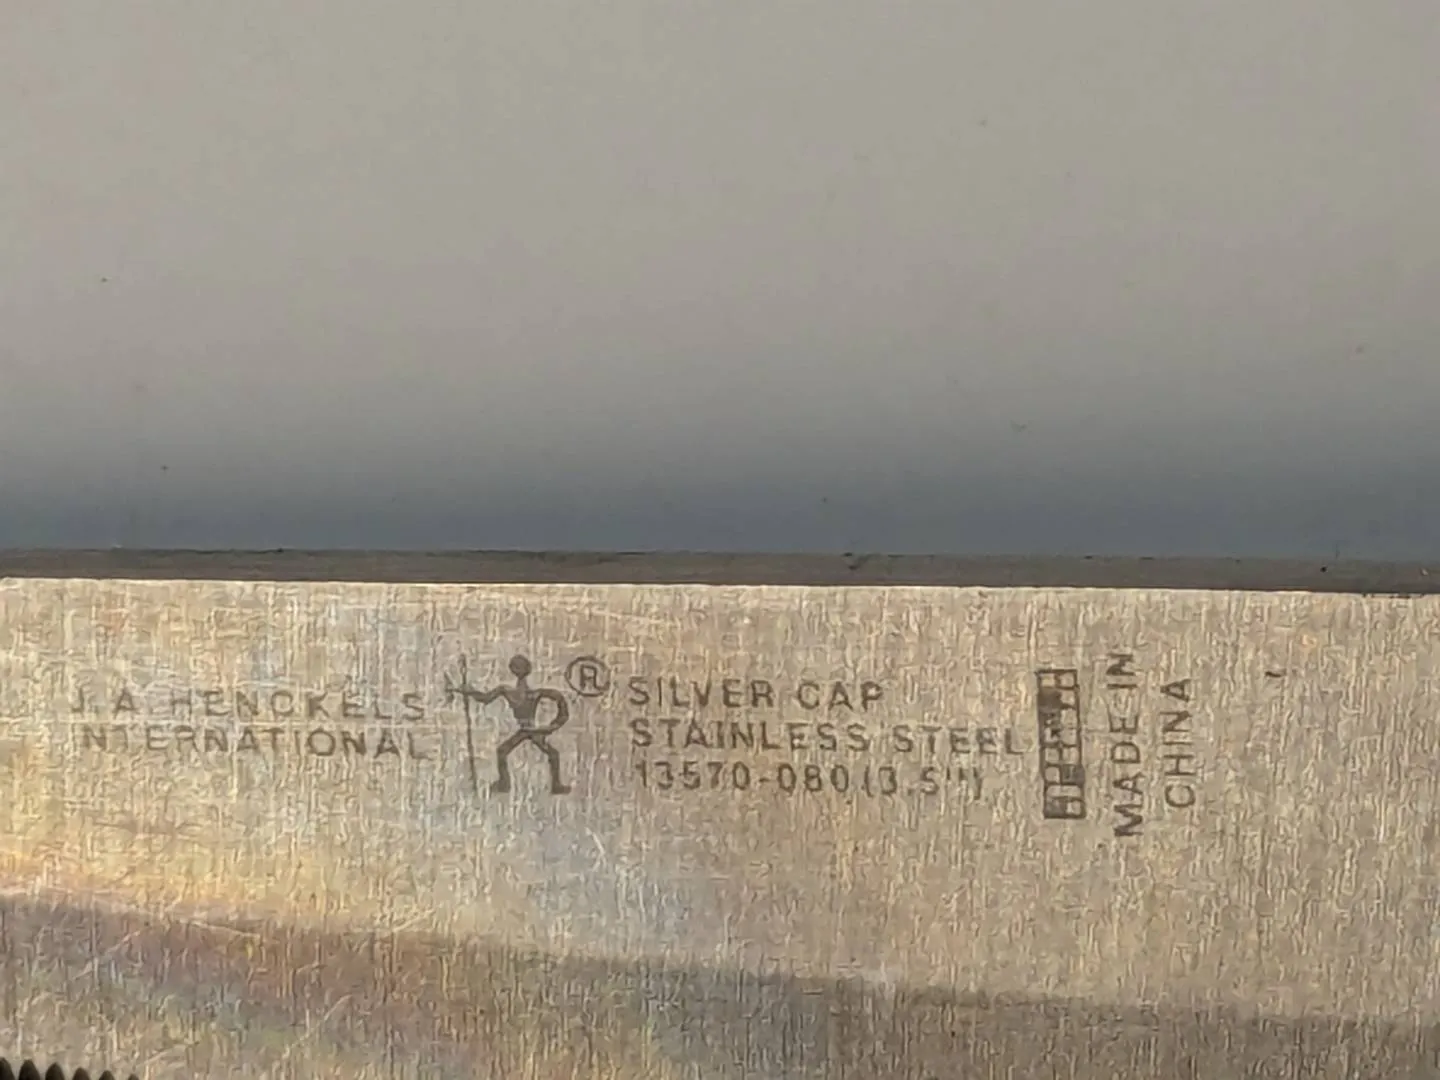 J.A. HENCKELS
INTERNATIONAL
®
SILVER CAP
STAINLESS STEEL
13570-080 (3.5")
MADE IN
CHINA